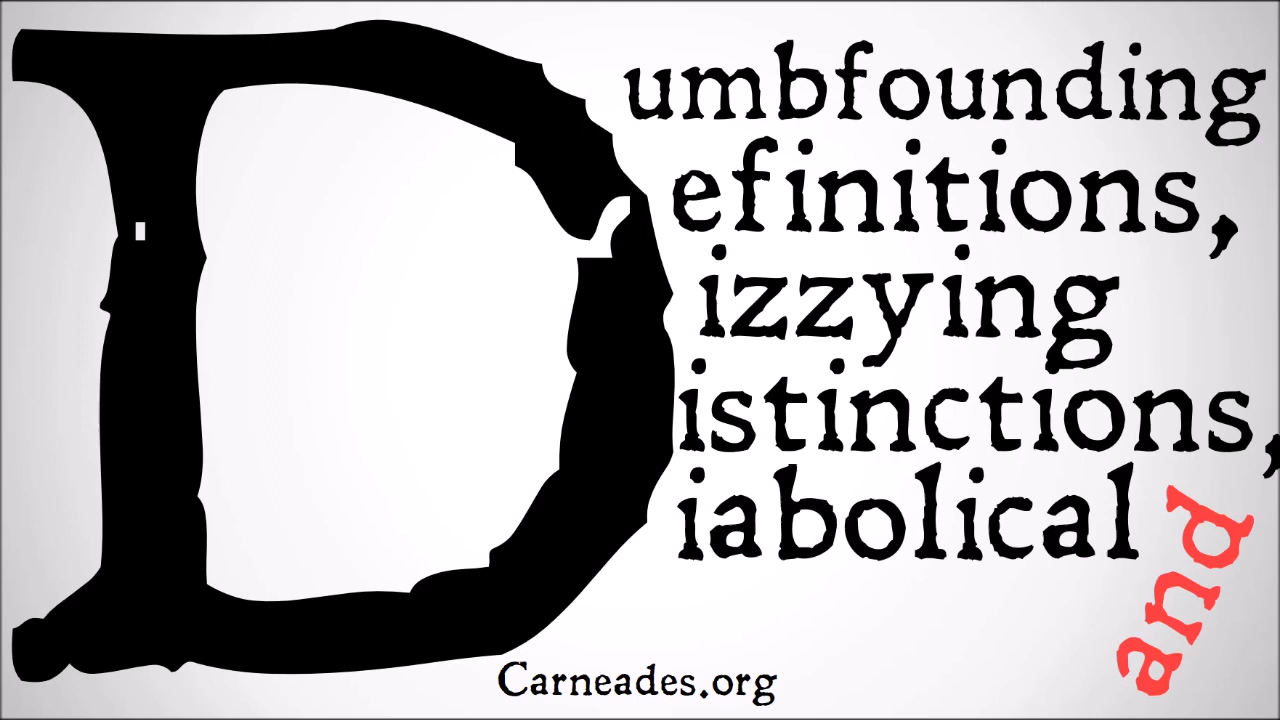 D
umbfounding
efinitions,
izzying
istinctions,
iabolical
and
Carneades.org